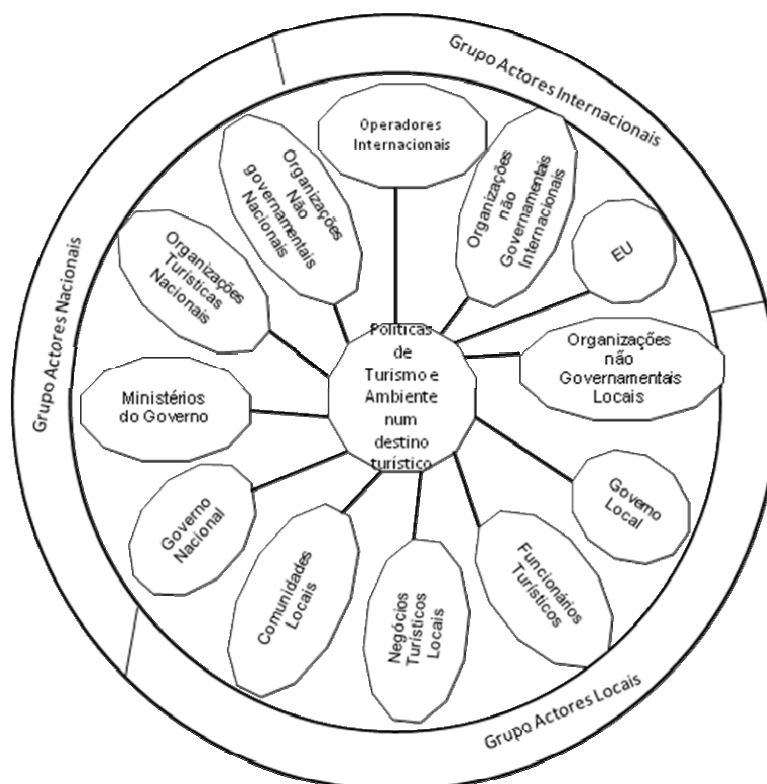 Grupo Actores Internacionais
Grupo Actores Nacionais
Grupo Actores Locais
Operadores
Internacionais
Organizações
não
Governamentais
Internacionais
EU
Organizações
não
Governamentais
Locais
Governo
Local
Funcionários
Turísticos
Negócios
Turísticos
Locais
Comunidades
Locais
Governo
Nacional
Ministérios
do Governo
Organizações
Turísticas
Nacionais
Organizações
Não
governamentais
Nacionais
Políticas
de
Turismo e
Ambiente
num
destino
turístico